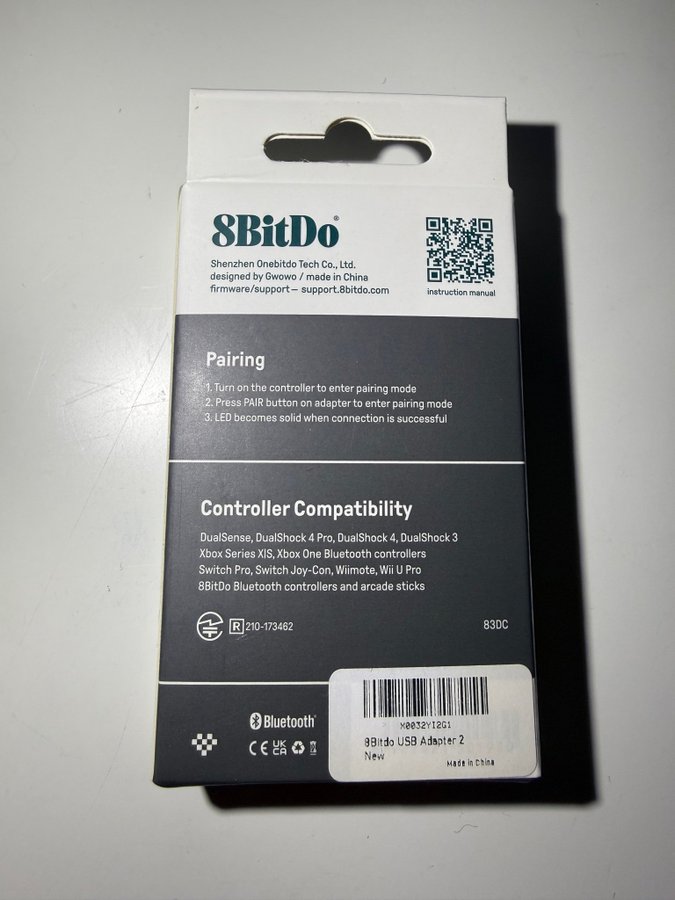 8BitDo®
Shenzhen Onebitdo Tech Co., Ltd.
designed by Gwowo / made in China
firmware/support – support.8bitdo.com
instruction manual
Pairing
1. Turn on the controller to enter pairing mode
2. Press PAIR button on adapter to enter pairing mode
3. LED becomes solid when connection is successful
Controller Compatibility
DualSense, DualShock 4 Pro, DualShock 4, DualShock 3
Xbox Series X|S, Xbox One Bluetooth controllers
Switch Pro, Switch Joy-Con, Wiimote, Wii U Pro
8BitDo Bluetooth controllers and arcade sticks
R 210-173462
83DC
Bluetooth®
CE UK CA
X0032YI2G1
8Bitdo USB Adapter 2
New
Made in China